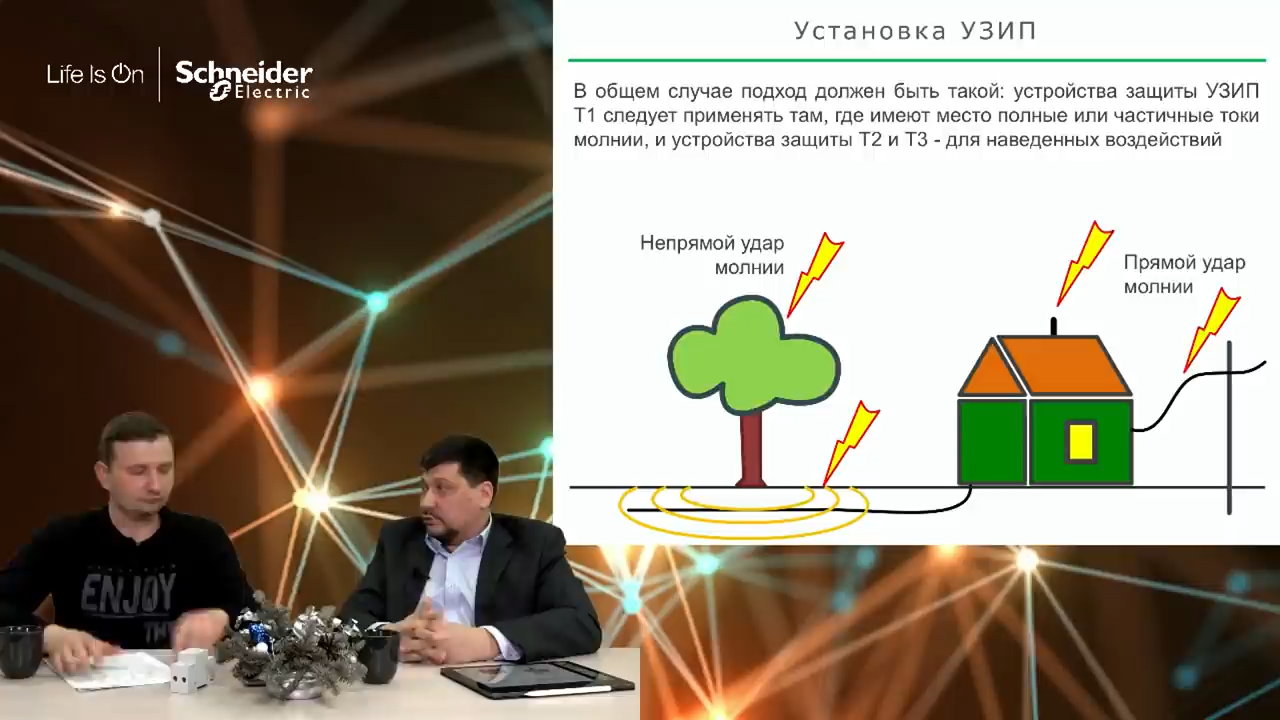 Life Is On
Schneider
Electric
Установка УЗИП
В общем случае подход должен быть такой: устройства защиты УЗИП
Т1 следует применять там, где имеют место полные или частичные токи
молнии, и устройства защиты Т2 и Т3 - для наведенных воздействий
Непрямой удар
молнии
Прямой удар
молнии
ENJOY